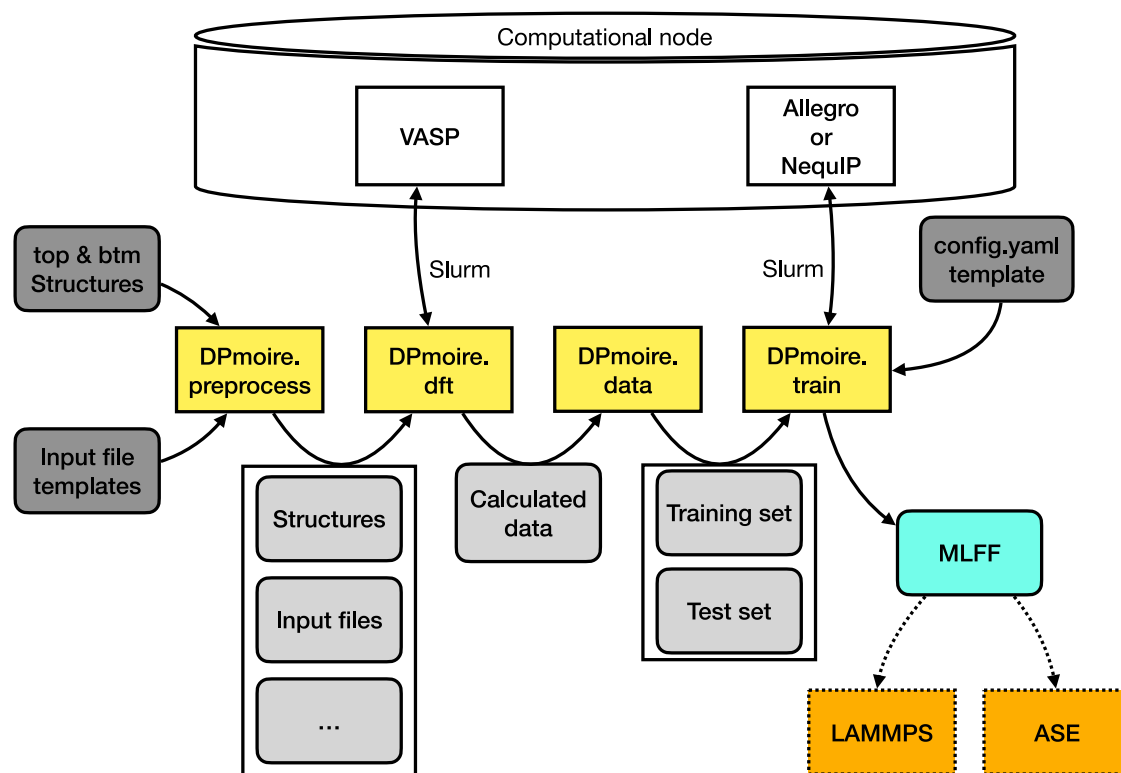 Computational node
VASP
Allegro
or
NequIP
Slurm
Slurm
top & btm
Structures
config.yaml
template
DPmoire.
preprocess
DPmoire.
dft
DPmoire.
data
DPmoire.
train
Input file
templates
Structures
Input files
...
Calculated
data
Training set
Test set
MLFF
LAMMPS
ASE